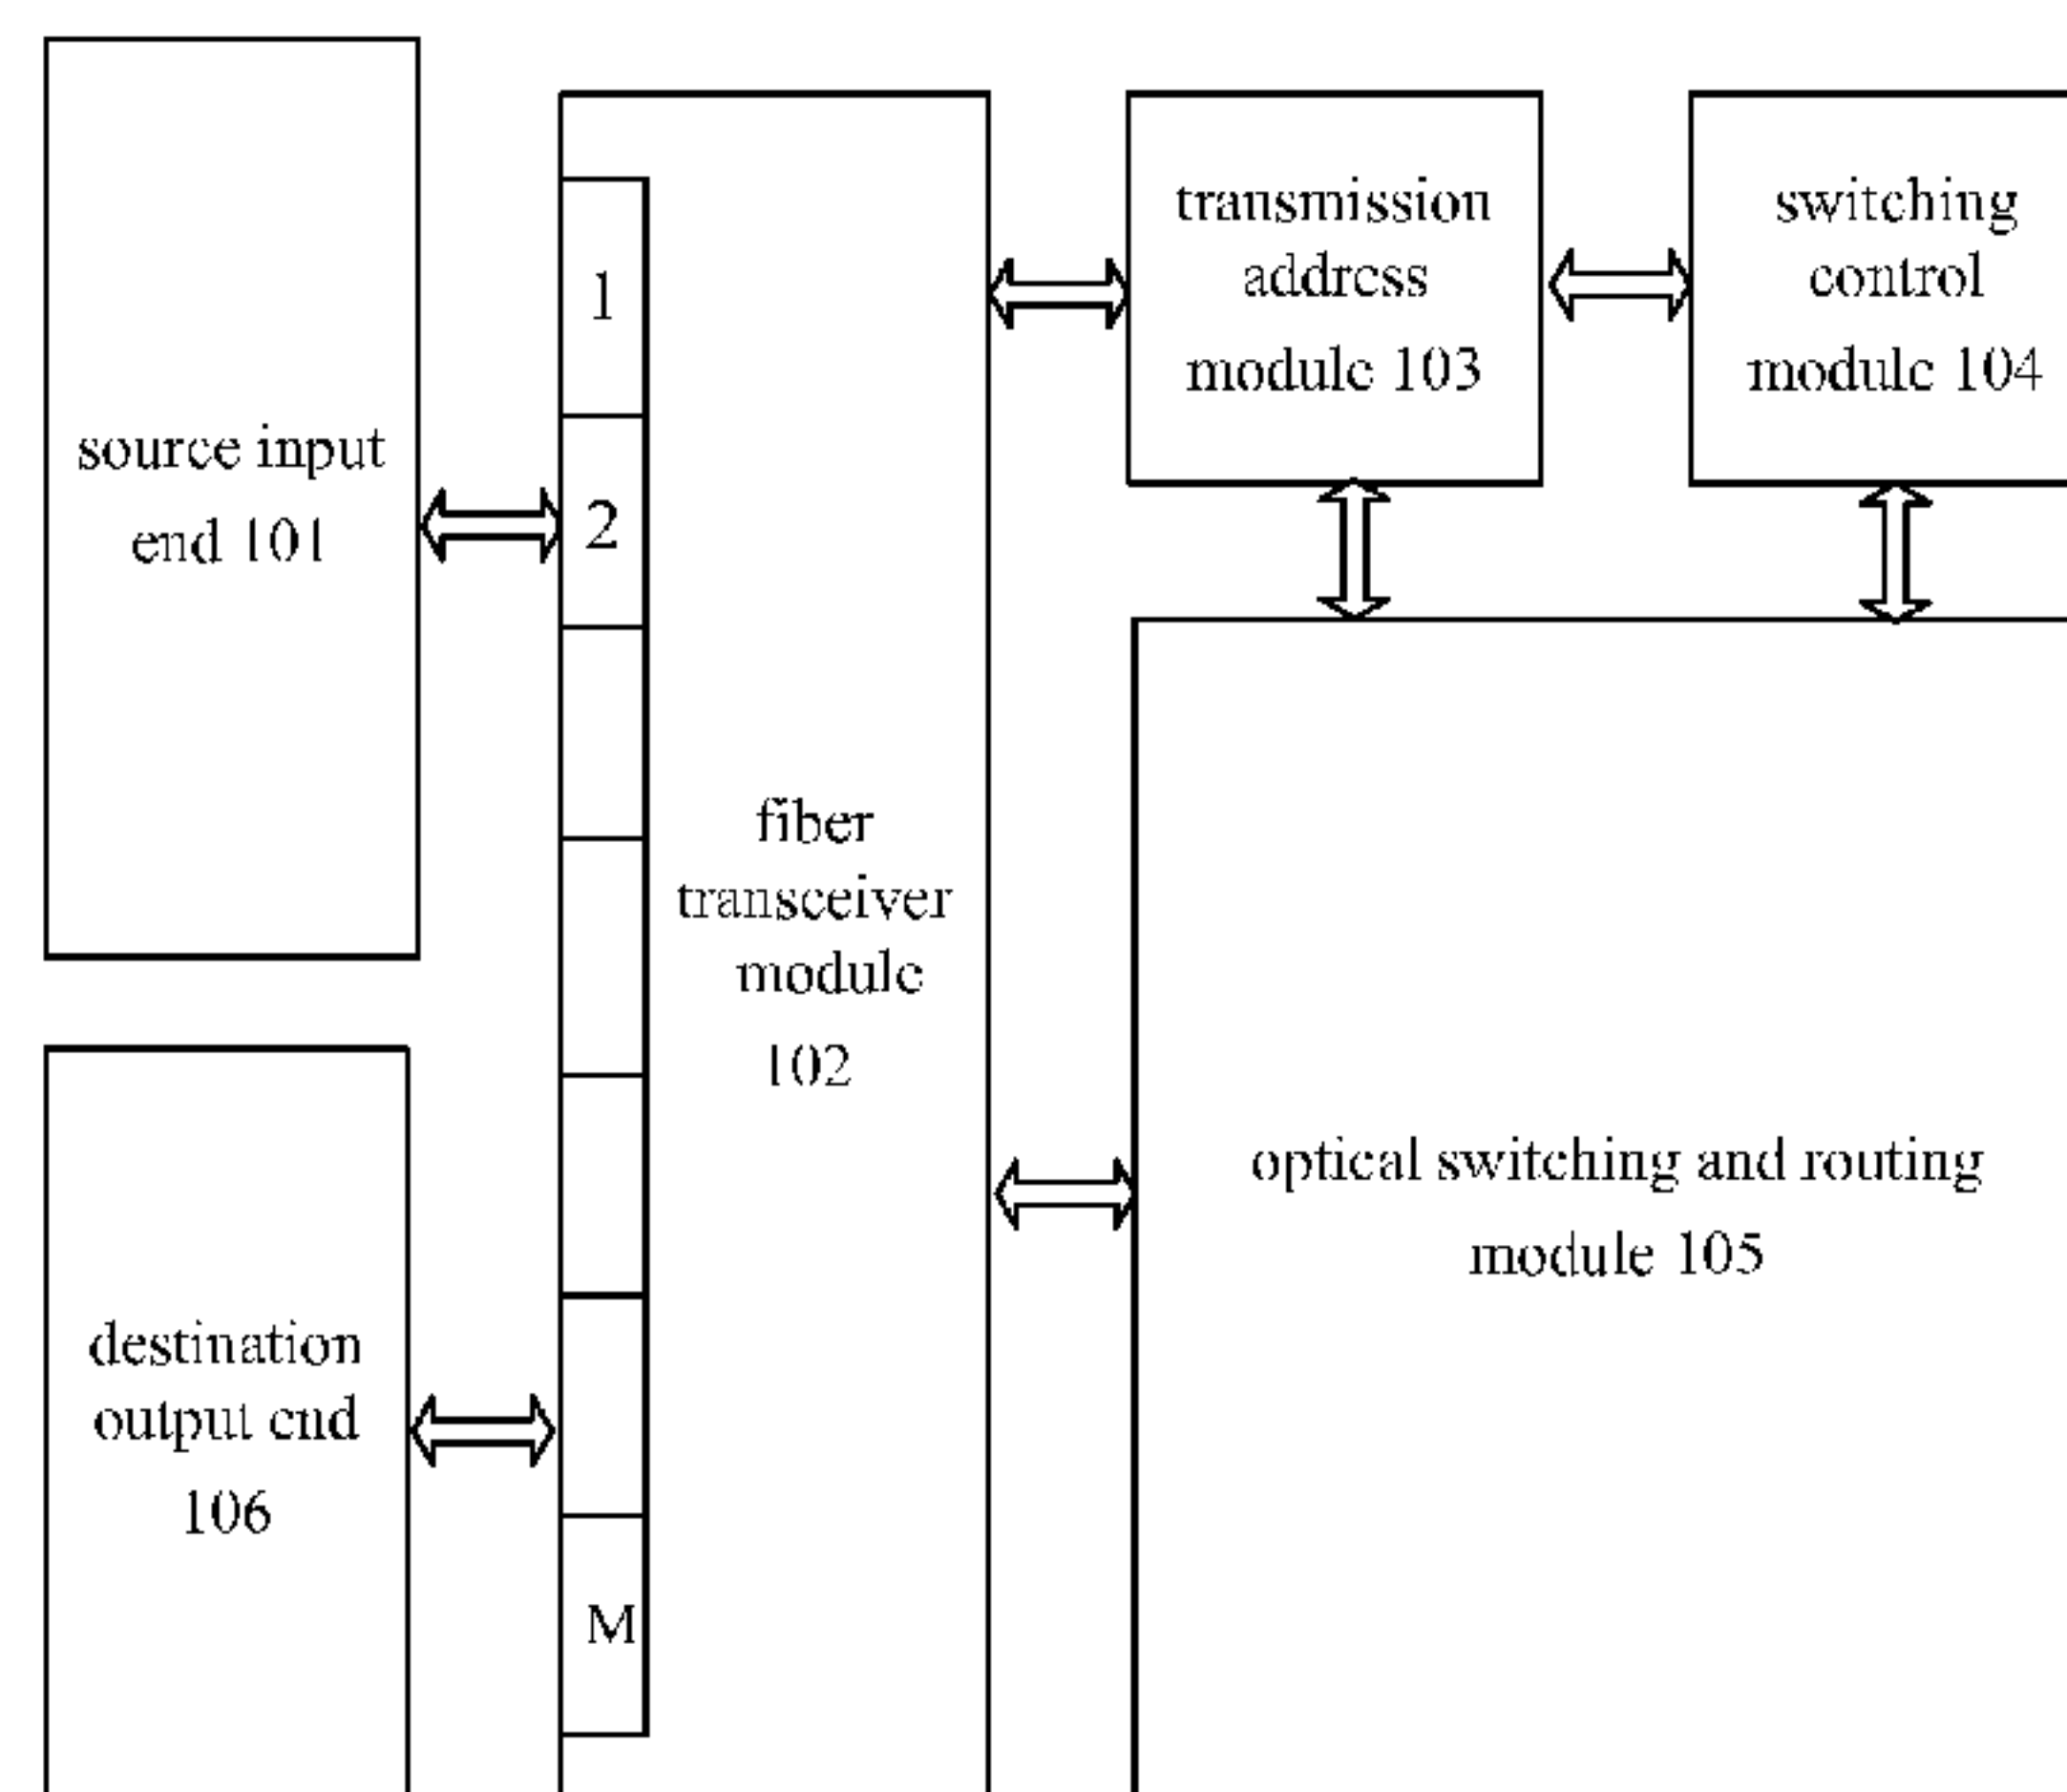 source input
end 101
1
2
M
fiber
transceiver
module
102
transmission
address
module 103
switching
control
module 104
optical switching and routing
module 105
destination
output end
106